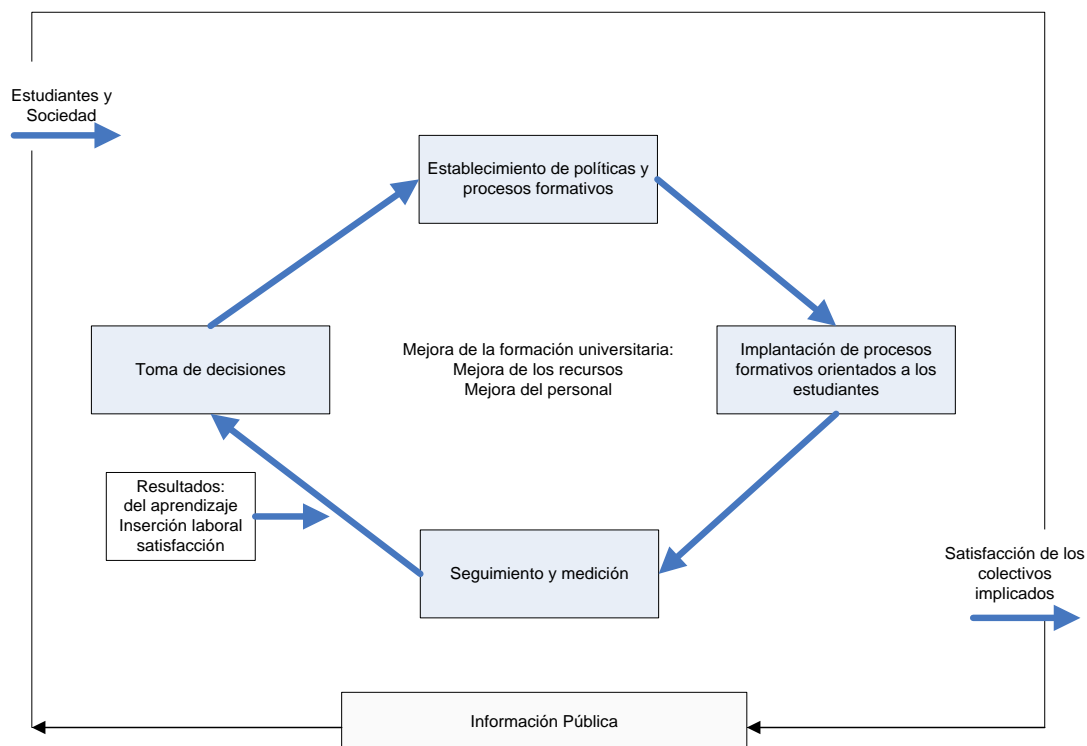 Estudiantes y
Sociedad
Establecimiento de políticas y
procesos formativos
Toma de decisiones
Mejora de la formación universitaria:
Mejora de los recursos
Mejora del personal
Implantación de procesos
formativos orientados a los
estudiantes
Resultados:
del aprendizaje
Inserción laboral
satisfacción
Seguimiento y medición
Satisfacción de los
colectivos
implicados
Información Pública